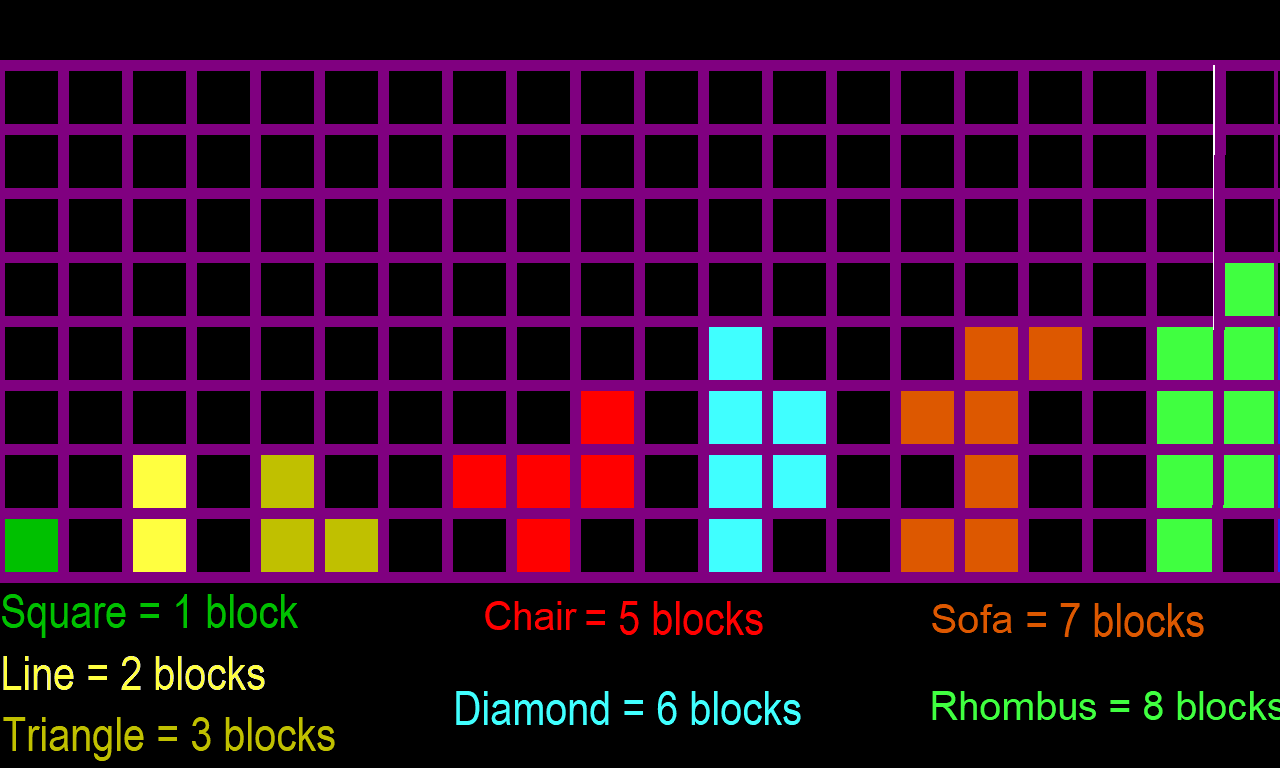 Square = 1 block
Line = 2 blocks
Triangle = 3 blocks
Chair = 5 blocks
Diamond = 6 blocks
Sofa = 7 blocks
Rhombus = 8 blocks